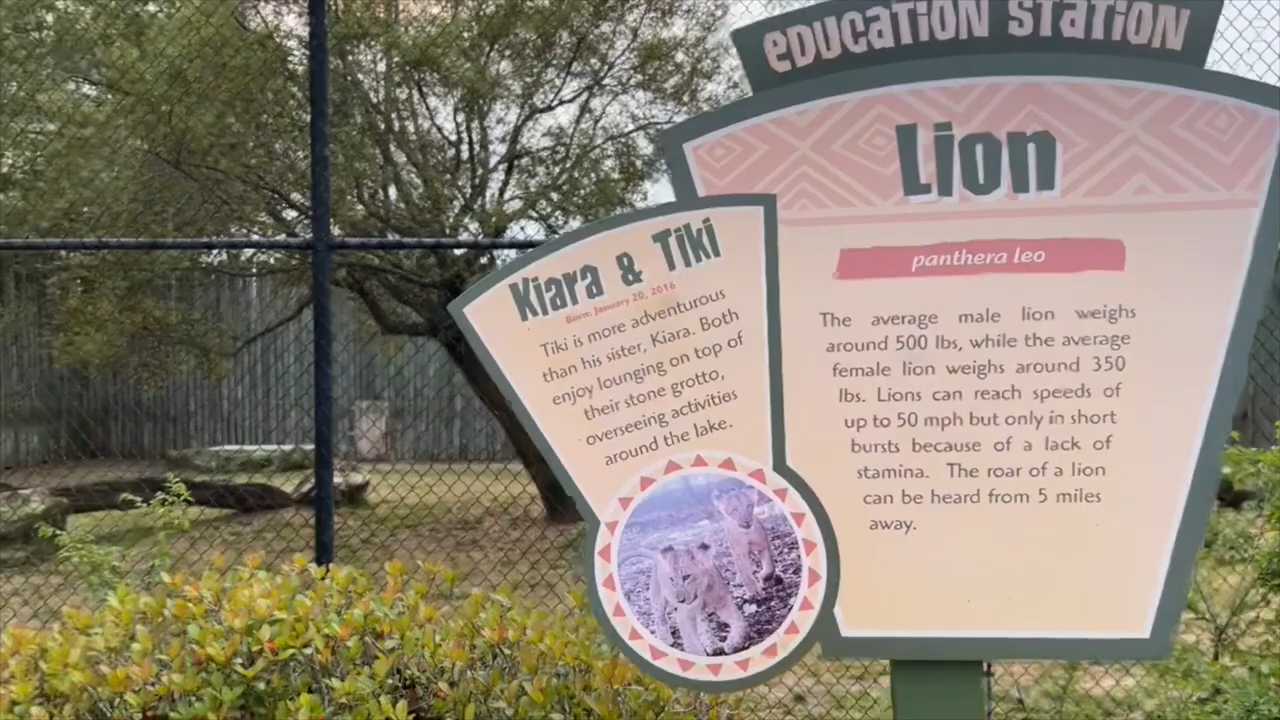 EDUCATION STATION
Lion
panthera leo
The average male lion weighs
around 500 lbs, while the average
female lion weighs around 350
lbs. Lions can reach speeds of
up to 50 mph but only in short
bursts because of a lack of
stamina. The roar of a lion
can be heard from 5 miles
away.
Kiara & Tiki
Born: January 20, 2016
Tiki is more adventurous
than his sister, Kiara. Both
enjoy lounging on top of
their stone grotto,
overseeing activities
around the lake.